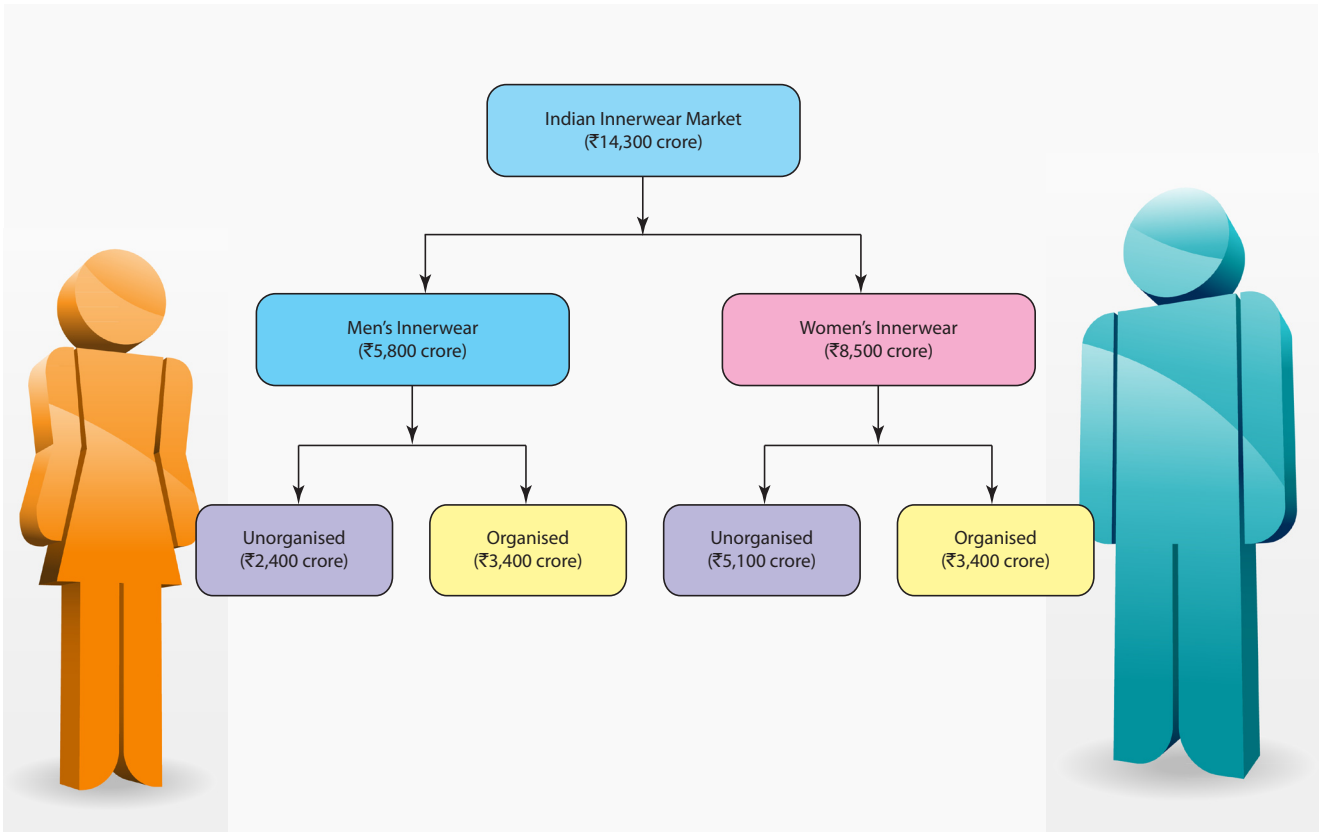 Indian Innerwear Market
(₹14,300 crore)
Men’s Innerwear
(₹5,800 crore)
Women’s Innerwear
(₹8,500 crore)
Unorganised
(₹2,400 crore)
Organised
(₹3,400 crore)
Unorganised
(₹5,100 crore)
Organised
(₹3,400 crore)